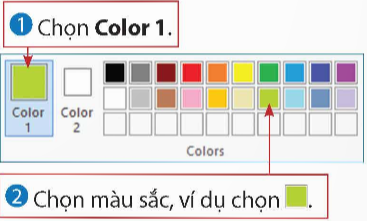 1 Chọn Color 1.
Color 1
Color 2
Colors
2 Chọn màu sắc, ví dụ chọn .